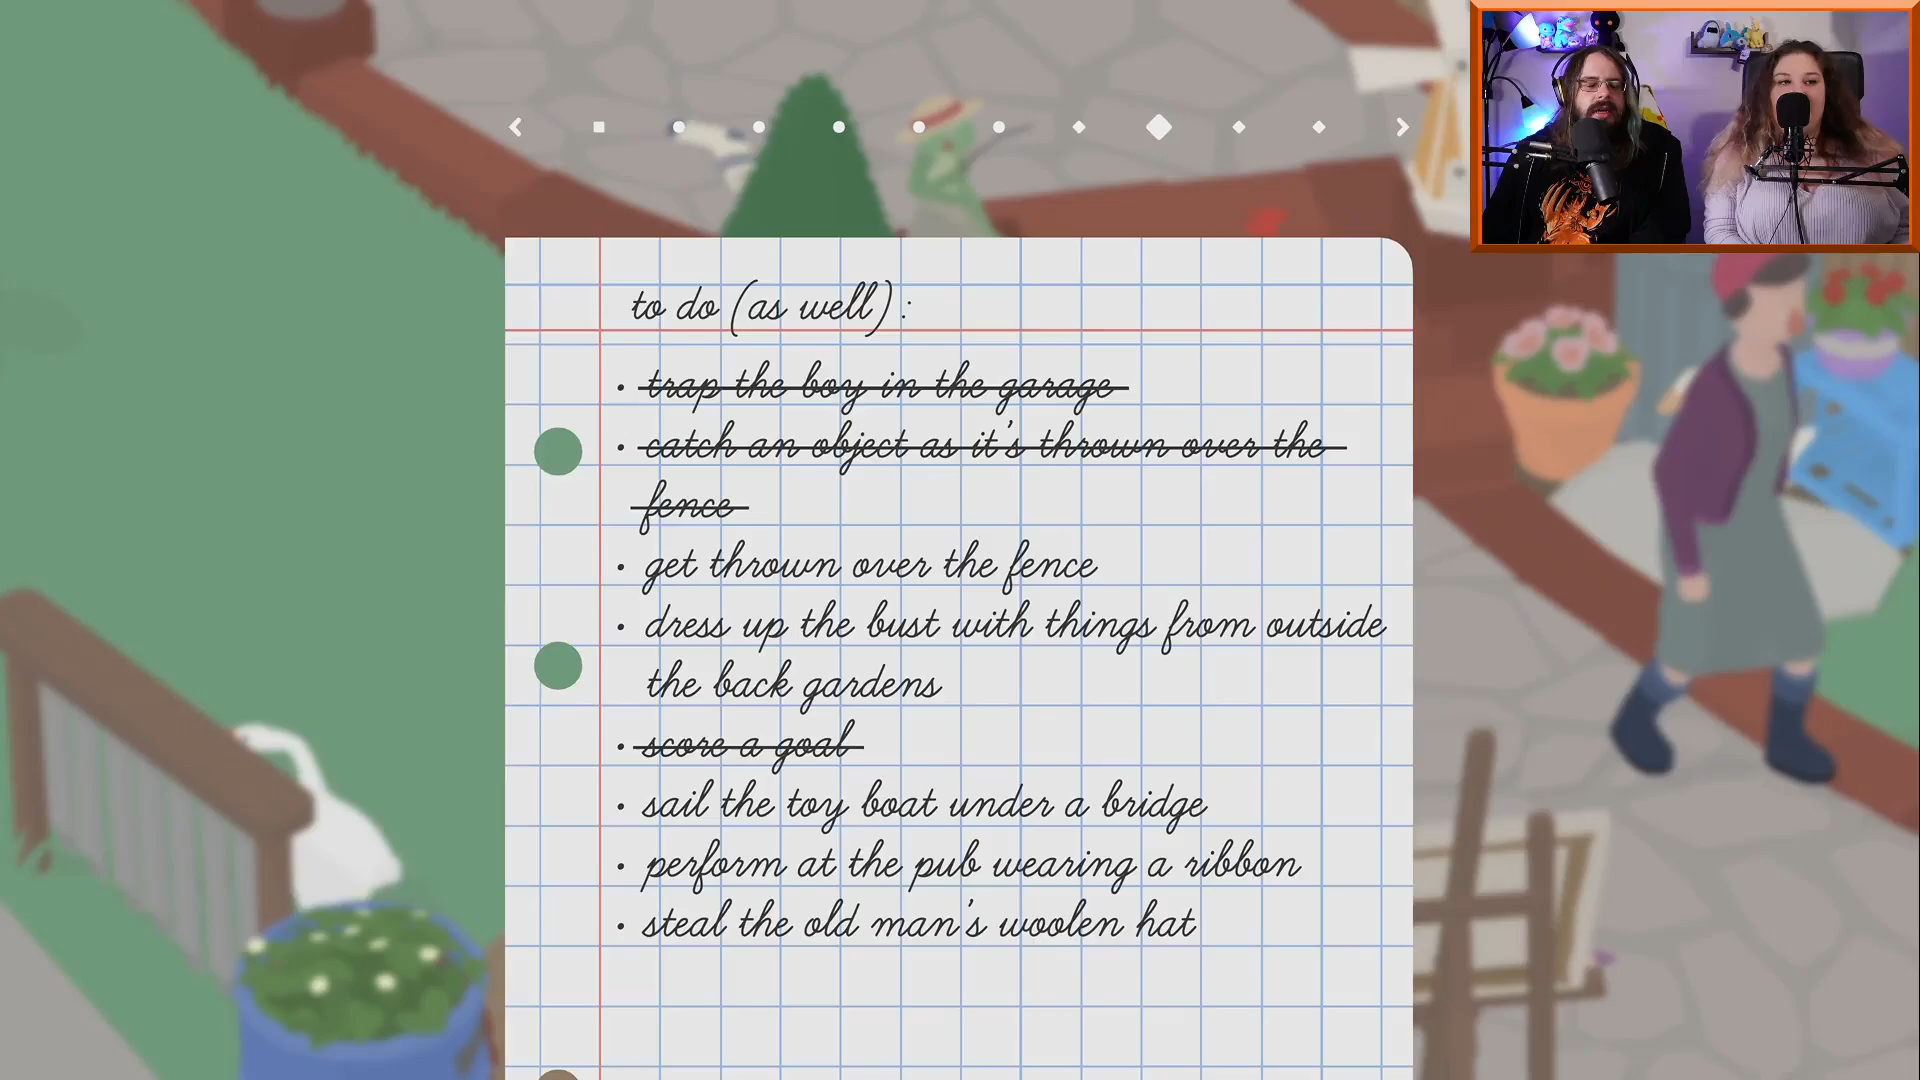 to do (as well) :
• trap the boy in the garage
• catch an object as it's thrown over the
fence
• get thrown over the fence
• dress up the bust with things from outside
the back gardens
• score a goal
• sail the toy boat under a bridge
• perform at the pub wearing a ribbon
• steal the old man's woolen hat